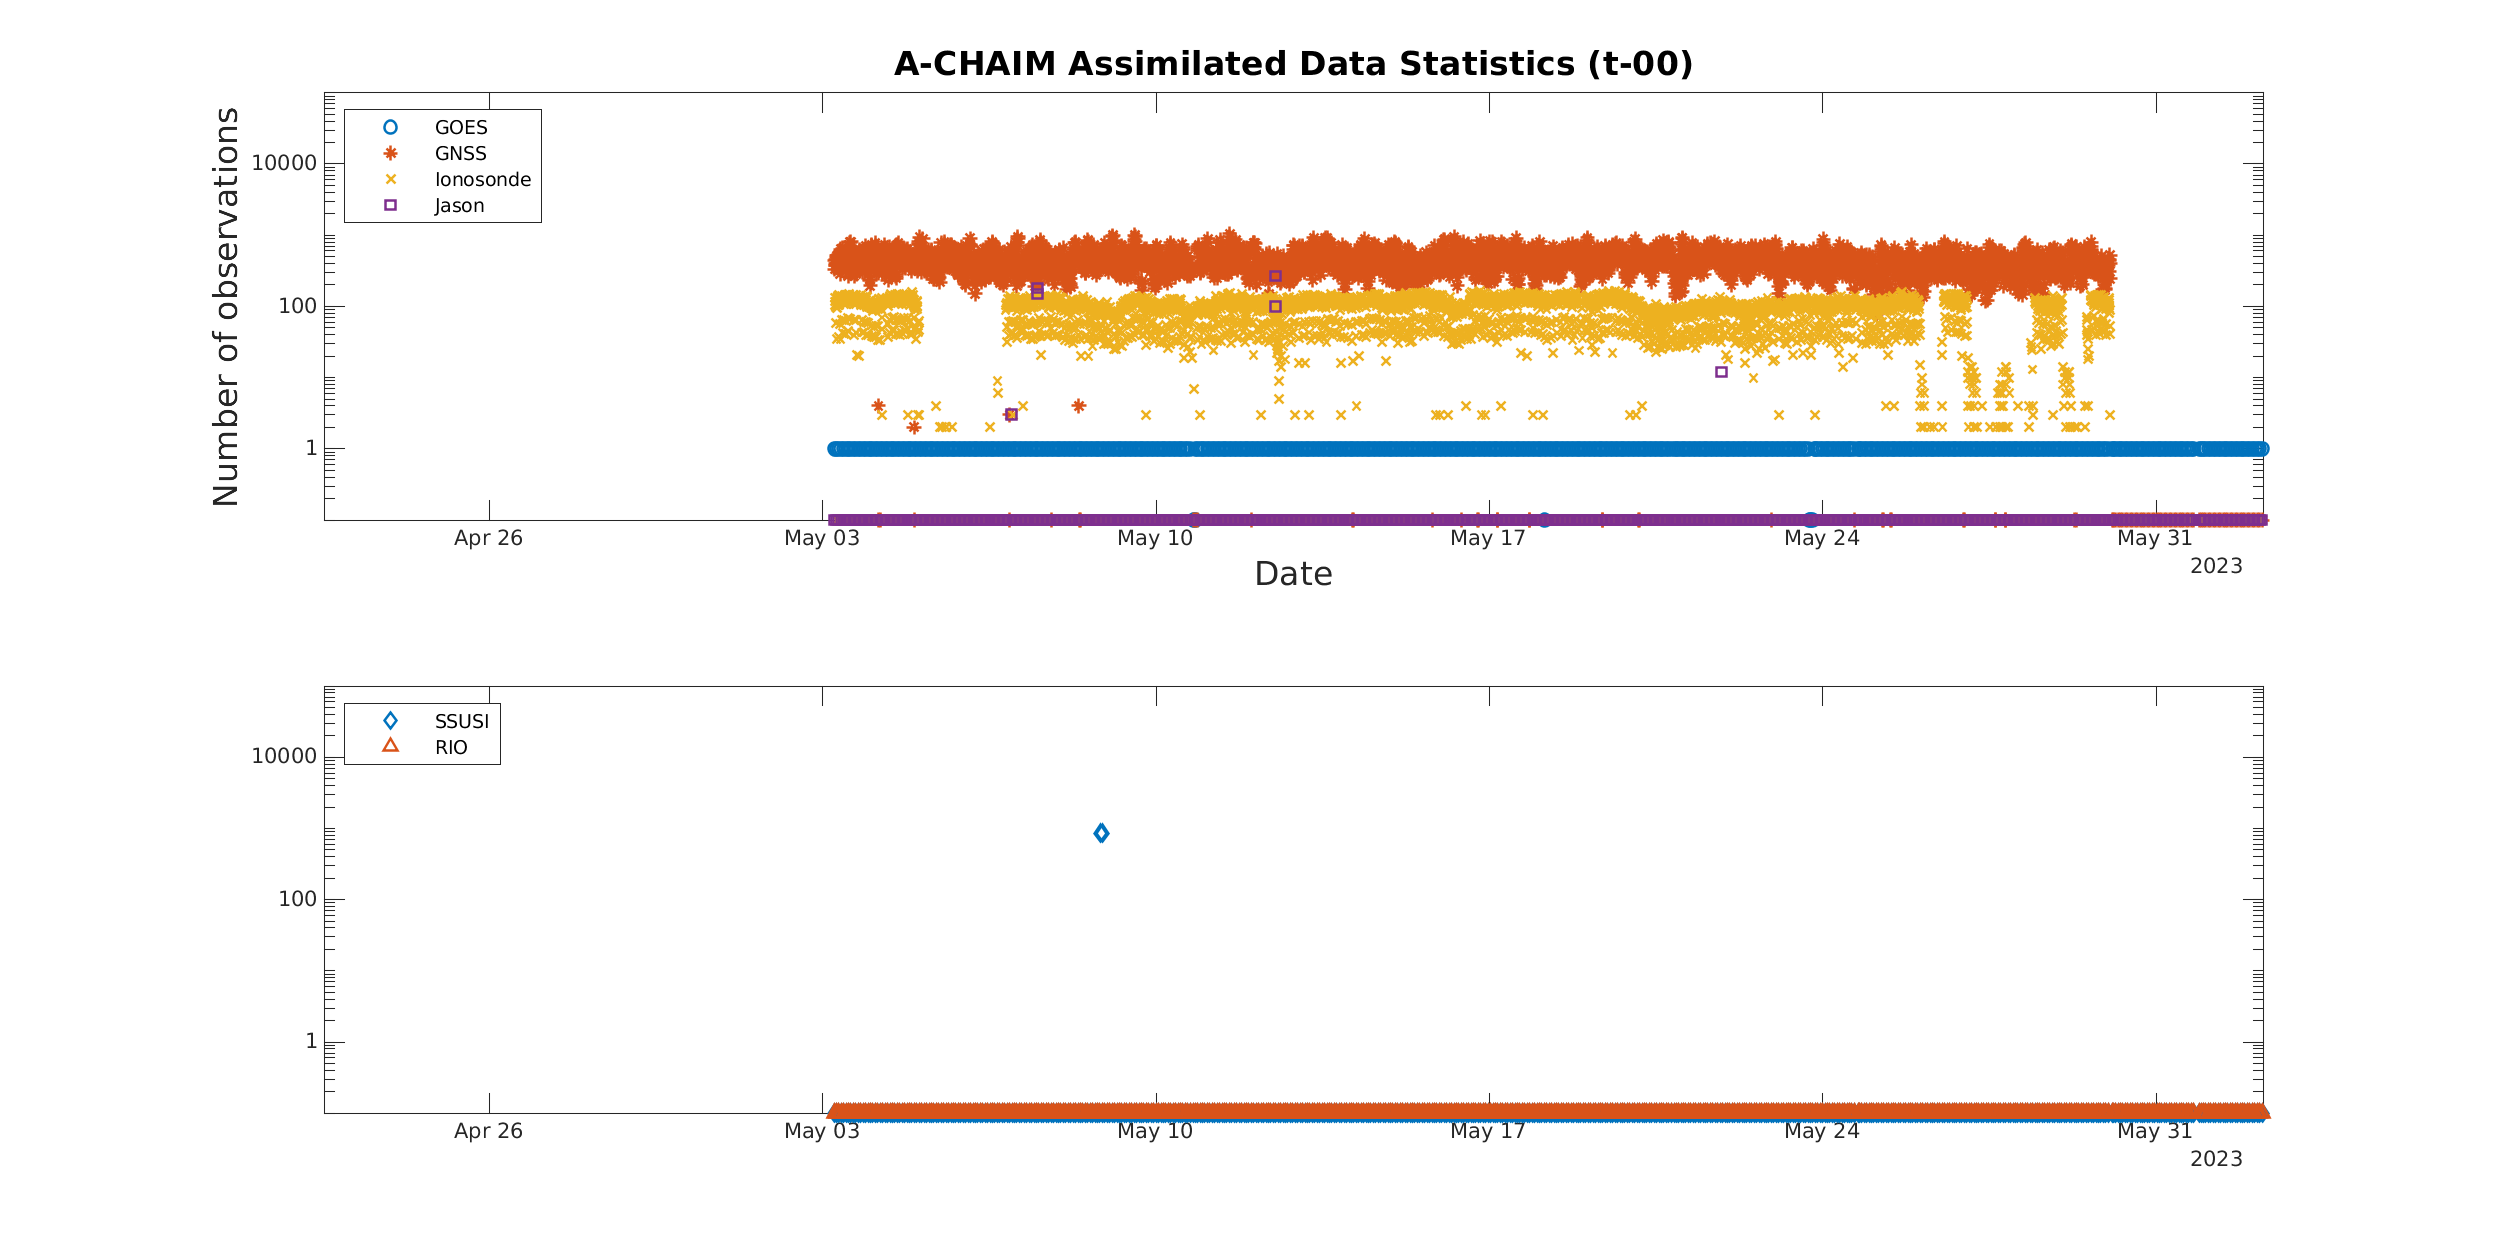 A-CHAIM Assimilated Data Statistics (t-00)
Number of observations
GOES
GNSS
Ionosonde
Jason
10000
100
1
Apr 26
May 03
May 10
May 17
May 24
May 31
2023
Date
SSUSI
RIO
10000
100
1
Apr 26
May 03
May 10
May 17
May 24
May 31
2023